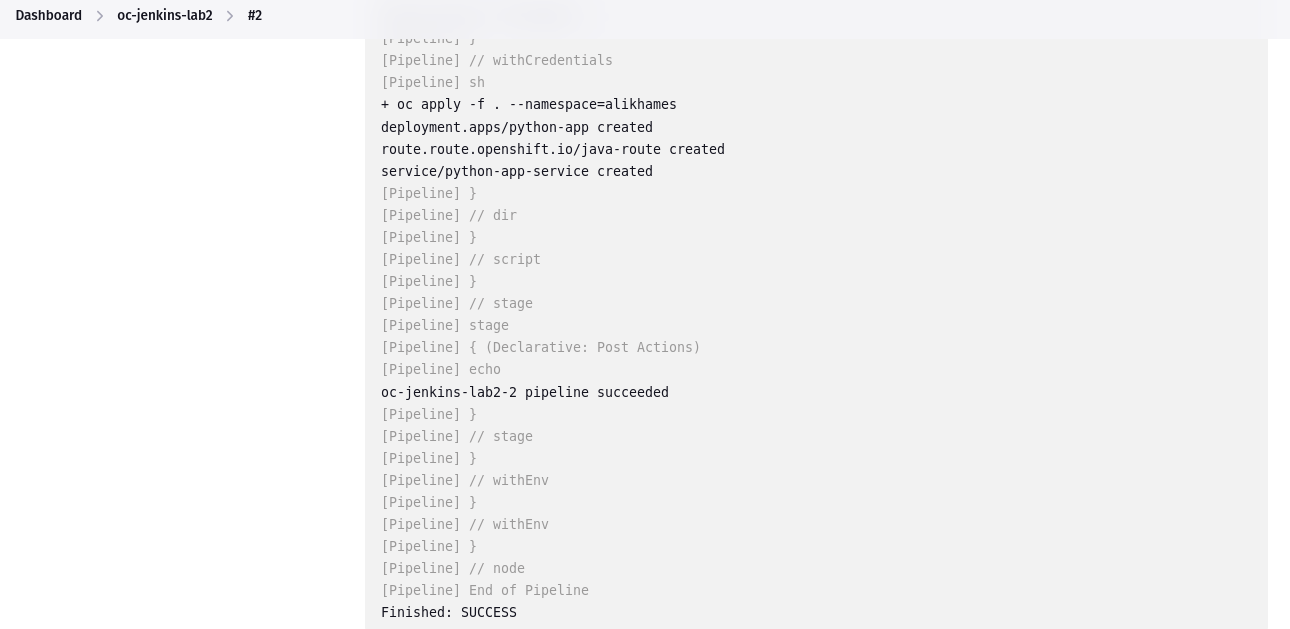 Dashboard > oc-jenkins-lab2 > #2
[Pipeline] }
[Pipeline] // withCredentials
[Pipeline] sh
+ oc apply -f . --namespace=alikhames
deployment.apps/python-app created
route.route.openshift.io/java-route created
service/python-app-service created
[Pipeline] }
[Pipeline] // dir
[Pipeline] }
[Pipeline] // script
[Pipeline] }
[Pipeline] // stage
[Pipeline] stage
[Pipeline] { (Declarative: Post Actions)
[Pipeline] echo
oc-jenkins-lab2-2 pipeline succeeded
[Pipeline] }
[Pipeline] // stage
[Pipeline] }
[Pipeline] // withEnv
[Pipeline] }
[Pipeline] // withEnv
[Pipeline] }
[Pipeline] // node
[Pipeline] End of Pipeline
Finished: SUCCESS